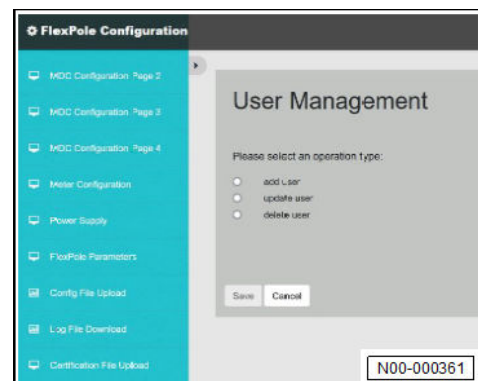 FlexPole Configuration
MDC Configuration Page 2
MDC Configuration Page 3
MDC Configuration Page 4
Meter Configuration
Power Supply
FlexPole Parameters
Config File Upload
Log File Download
Certification File Upload
User Management
Please select an operation type:
add user
update user
delete user
Save Cancel
N00-000361